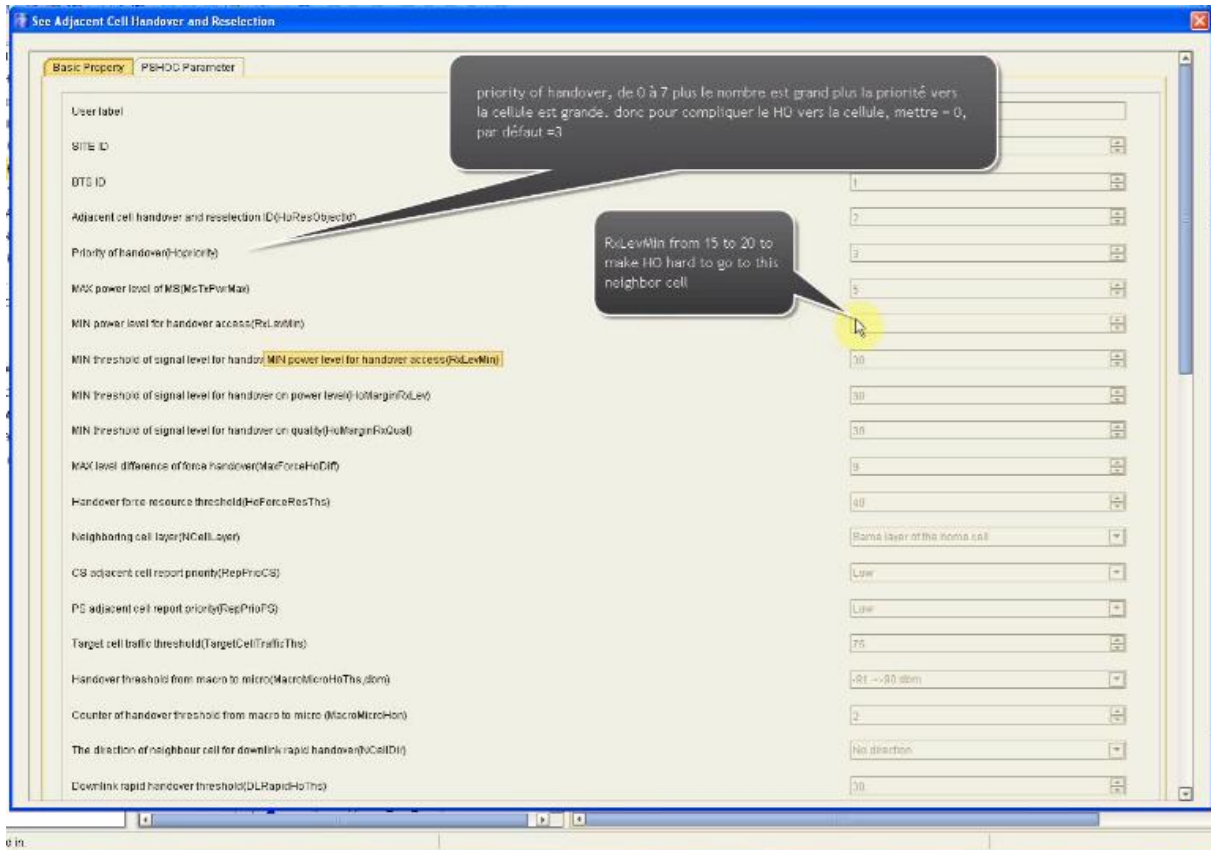 See Adjacent Cell Handover and Reselection
Basic Property PSHOC Parameter
priority of handover, de 0 à 7 plus le nombre est grand plus la priorité vers
la cellule est grande. donc pour compliquer le HO vers la cellule, mettre = 0,
par défaut =3
User label
SITE ID
BTS ID 1
Adjacent cell handover and reselection ID(HoResObjectId) 2
Priority of handover(Hopriority) 3
RxLevMin from 15 to 20 to
make HO hard to go to this
neighbor cell
MAX power level of MS(MsTxPwrMax) 5
MIN power level for handover access(RxLevMin)
MIN threshold of signal level for handov MIN power level for handover access(RxLevMin) 30
MIN threshold of signal level for handover on power level(HoMarginRxLev) 30
MIN threshold of signal level for handover on quality(HoMarginRxQual) 30
MAX level difference of force handover(MaxForceHoDiff) 9
Handover force resource threshold(HoForceResThs)
Neighboring cell layer(NCellLayer) Same layer of the home cell
CS adjacent cell report priority(RepPrioCS) Low
PS adjacent cell report priority(RepPrioPS) Low
Target cell traffic threshold(TargetCellTrafficThs) 75
Handover threshold from macro to micro(MacroMicroHoThs,dbm) dbm
Counter of handover threshold from macro to micro (MacroMicroHon) 2
The direction of neighbour cell for downlink rapid handover(NCellDir) No direction
Downlink rapid handover threshold(DLRapidHoThs) 30
d in.